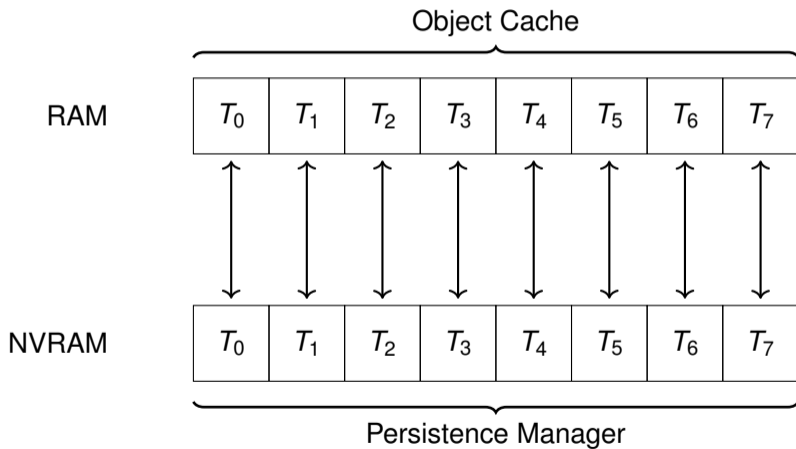 Object Cache
RAM T₀ T₁ T₂ T₃ T₄ T₅ T₆ T₇
NVRAM T₀ T₁ T₂ T₃ T₄ T₅ T₆ T₇
Persistence Manager